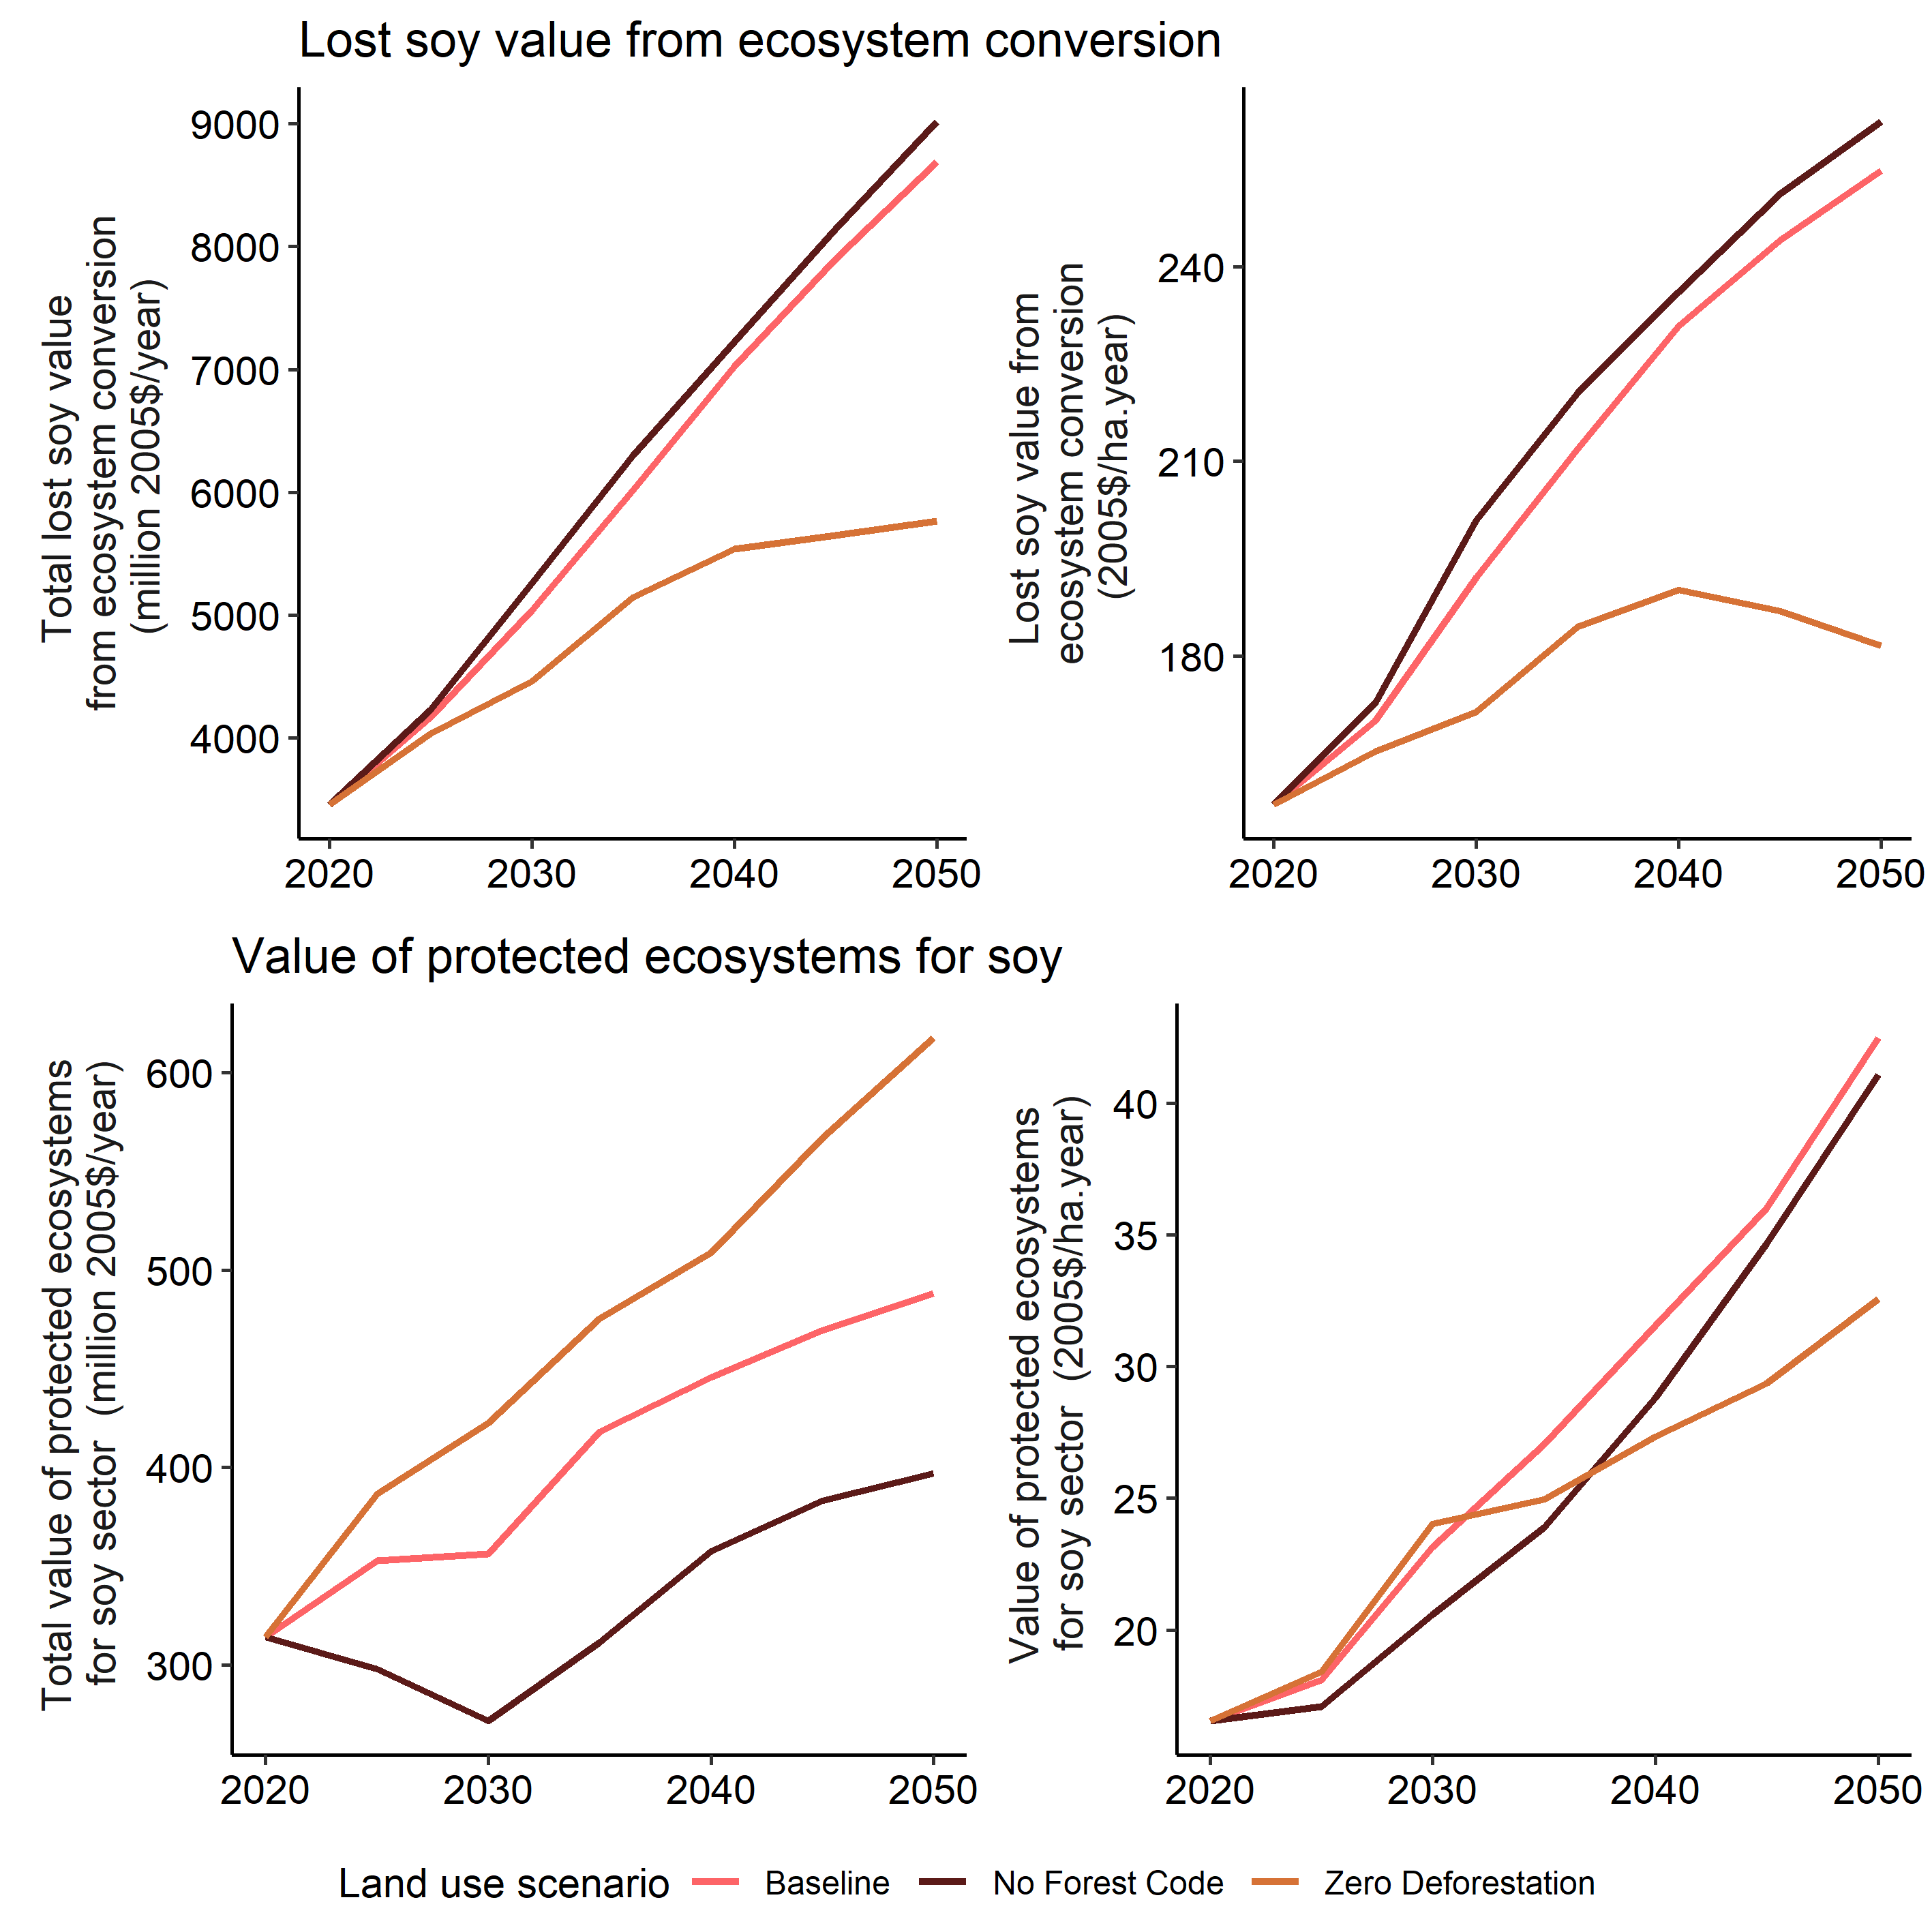 Lost soy value from ecosystem conversion
Total lost soy value
from ecosystem conversion
(million 2005$/year)
9000
8000
7000
6000
5000
4000
2020 2030 2040 2050
Lost soy value from
ecosystem conversion
(2005$/ha.year)
240
210
180
2020 2030 2040 2050
Value of protected ecosystems for soy
Total value of protected ecosystems
for soy sector (million 2005$/year)
600
500
400
300
2020 2030 2040 2050
Value of protected ecosystems
for soy sector (2005$/ha.year)
40
35
30
25
20
2020 2030 2040 2050
Land use scenario Baseline No Forest Code Zero Deforestation